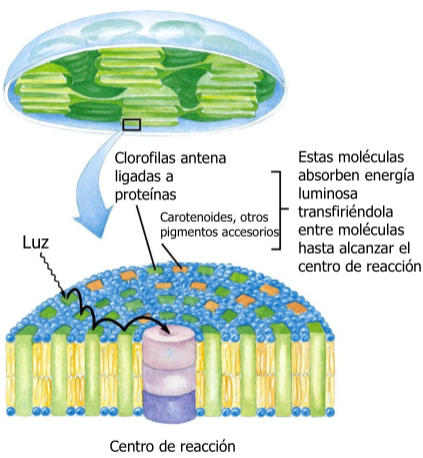 Clorofilas antena
ligadas a
proteínas
Carotenoides, otros
pigmentos accesorios
Estas moléculas
absorben energía
luminosa
transfiriéndola
entre moléculas
hasta alcanzar el
centro de reacción
Luz
Centro de reacción